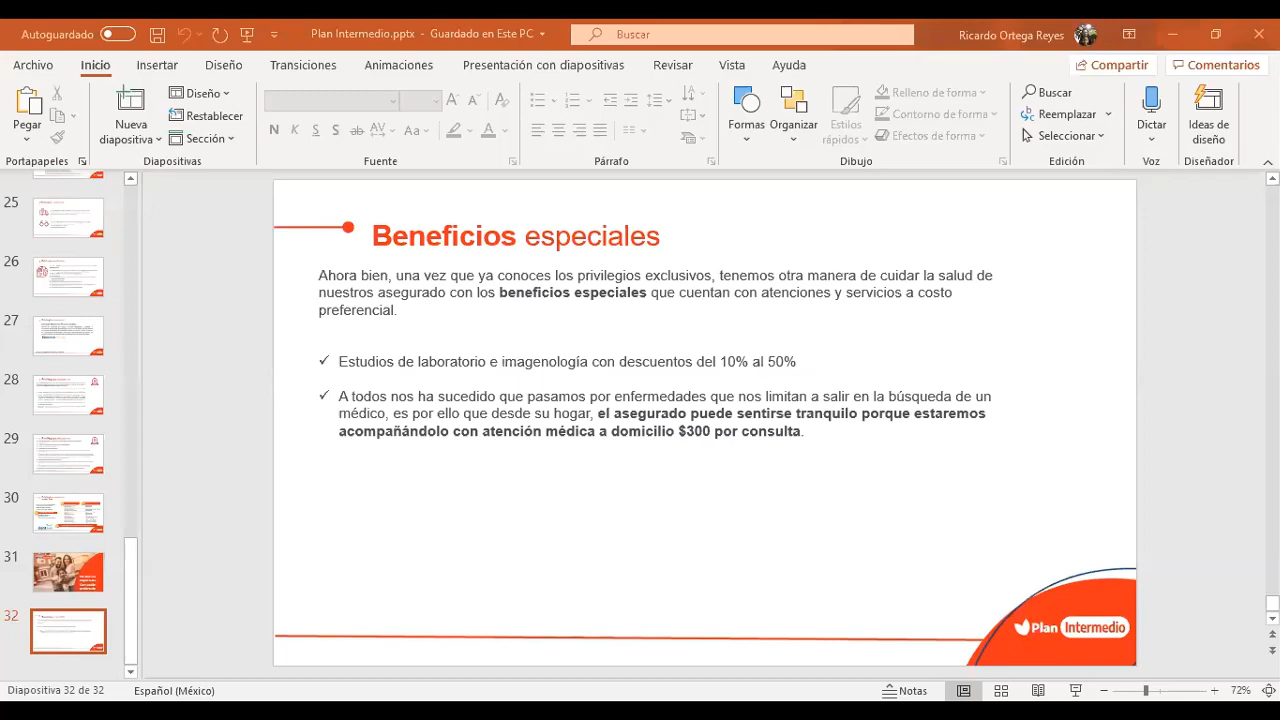 Autoguardado
Plan Intermedio.pptx - Guardado en Este PC
Buscar
Ricardo Ortega Reyes
Archivo Inicio Insertar Diseño Transiciones Animaciones Presentación con diapositivas Revisar Vista Ayuda Compartir Comentarios
Pegar
Portapapeles
Nueva diapositiva
Diseño
Restablecer
Sección
Diapositivas
N K S S ab AV Aa A
Fuente
Párrafo
Formas
Organizar
Estilos rápidos
Relleno de forma
Contorno de forma
Efectos de forma
Dibujo
Buscar
Reemplazar
Seleccionar
Edición
Dictar
Voz
Ideas de diseño
Diseñador
25
26
27
28
29
30
31
32
Beneficios especiales
Ahora bien, una vez que ya conoces los privilegios exclusivos, tenemos otra manera de cuidar la salud de
nuestros asegurado con los beneficios especiales que cuentan con atenciones y servicios a costo
preferencial.
✓ Estudios de laboratorio e imagenología con descuentos del 10% al 50%
✓ A todos nos ha sucedido que pasamos por enfermedades que nos limitan a salir en la búsqueda de un
médico, es por ello que desde su hogar, el asegurado puede sentirse tranquilo porque estaremos
acompañándolo con atención médica a domicilio $300 por consulta.
Plan Intermedio
Diapositiva 32 de 32
Español (México)
Notas
72%